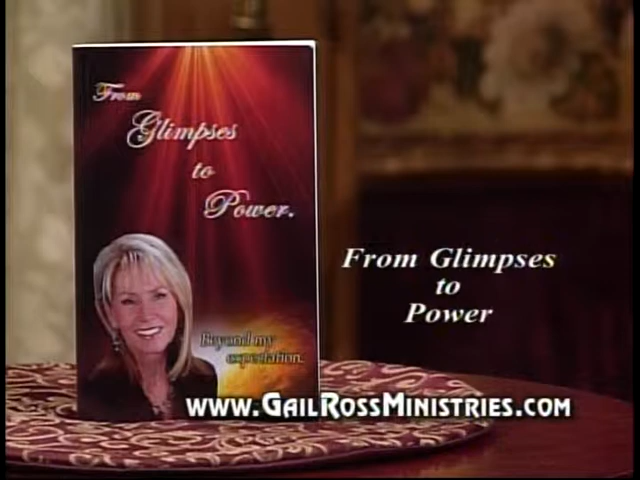 From
Glimpses
to
Power.
Beyond my
expectation.
From Glimpses
to
Power
WWW.GAILROSSMINISTRIES.COM